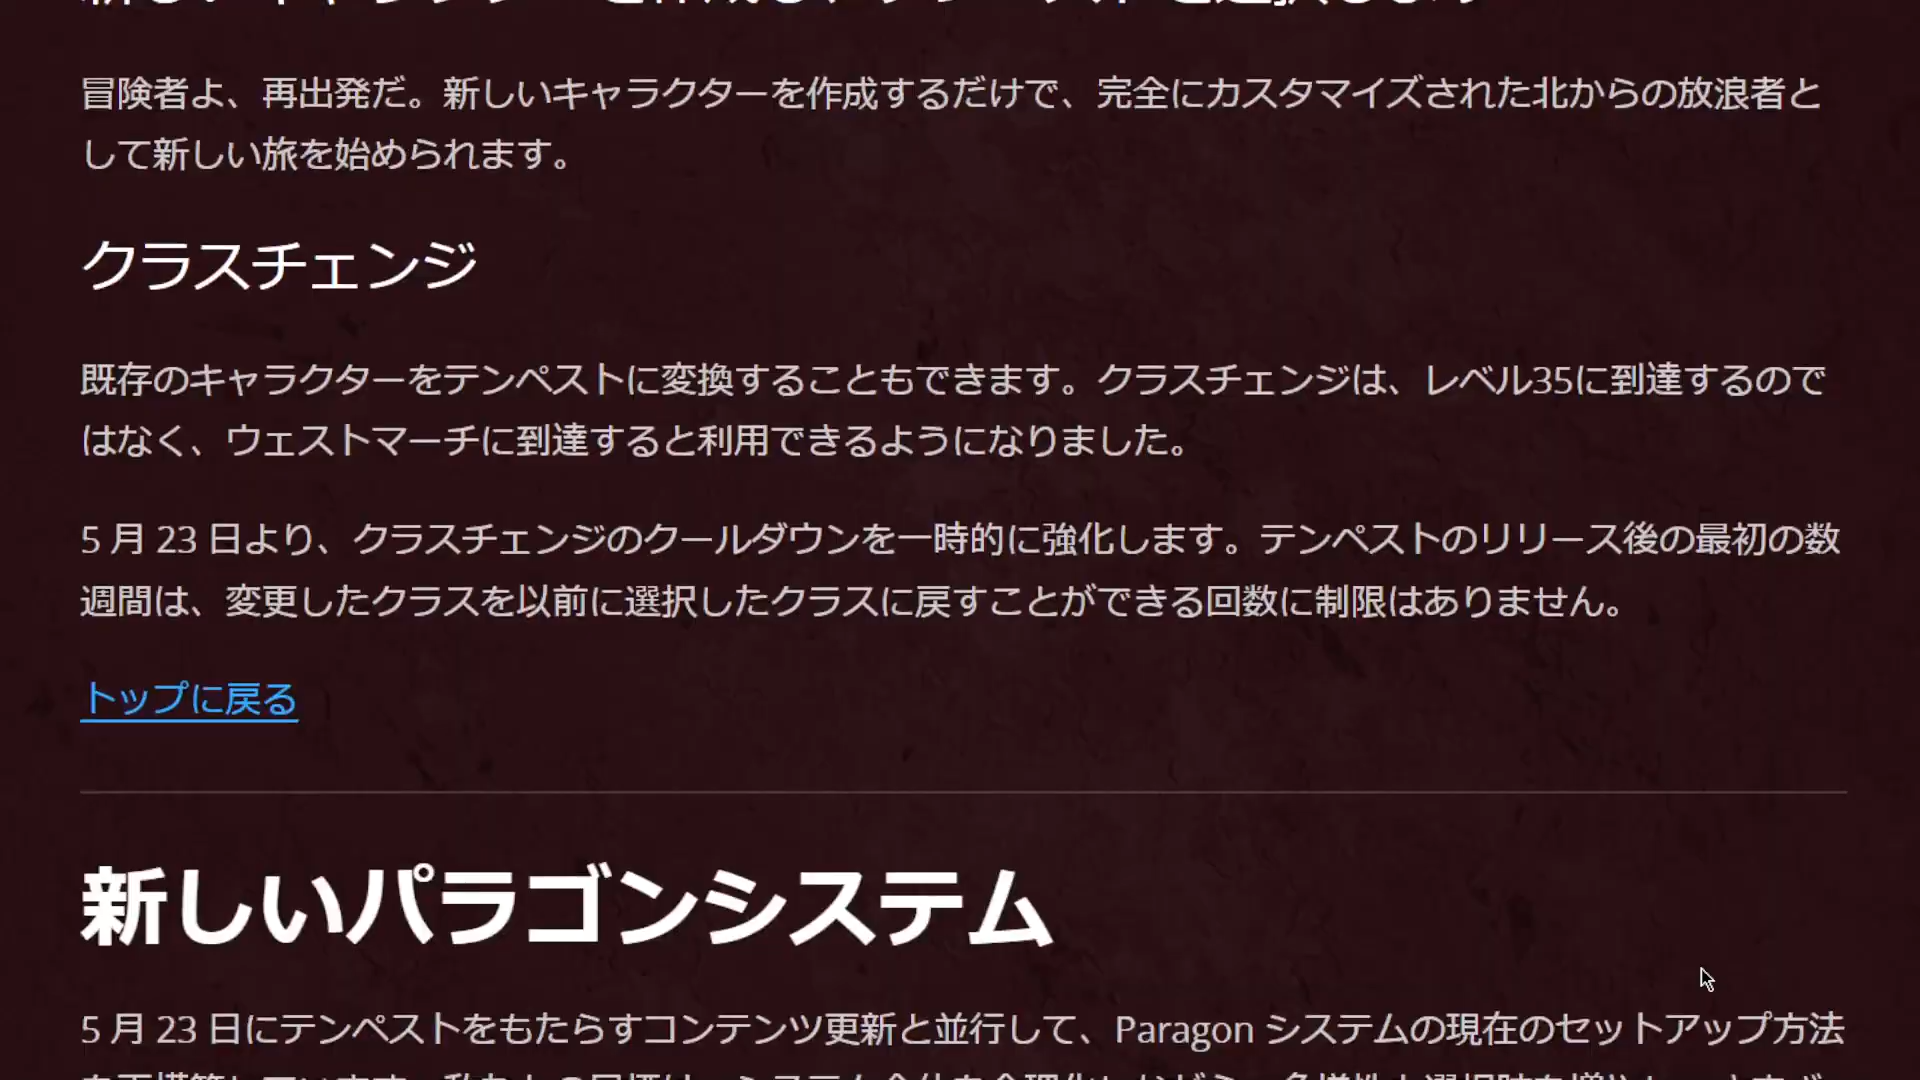 冒険者よ、再出発だ。新しいキャラクターを作成するだけで、完全にカスタマイズされた北からの放浪者と
して新しい旅を始められます。
クラスチェンジ
既存のキャラクターをテンペストに変換することもできます。クラスチェンジは、レベル35に到達するので
はなく、ウェストマーチに到達すると利用できるようになりました。
5 月 23 日より、クラスチェンジのクールダウンを一時的に強化します。テンペストのリリース後の最初の数
週間は、変更したクラスを以前に選択したクラスに戻すことができる回数に制限はありません。
トップに戻る
新しいパラゴンシステム
5 月 23 日にテンペストをもたらすコンテンツ更新と並行して、Paragon システムの現在のセットアップ方法